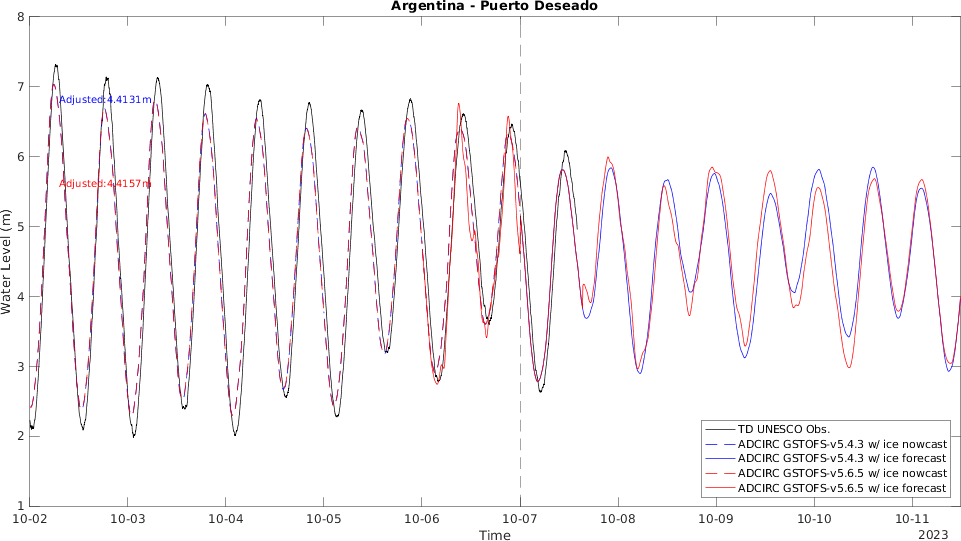 Argentina - Puerto Deseado
8
7
6
5
4
3
2
1
Water Level (m)
Adjusted:4.4131m
Adjusted:4.4157m
TD UNESCO Obs.
ADCIRC GSTOFS-v5.4.3 w/ ice nowcast
ADCIRC GSTOFS-v5.4.3 w/ ice forecast
ADCIRC GSTOFS-v5.6.5 w/ ice nowcast
ADCIRC GSTOFS-v5.6.5 w/ ice forecast
10-02 10-03 10-04 10-05 10-06 10-07 10-08 10-09 10-10 10-11
Time
2023